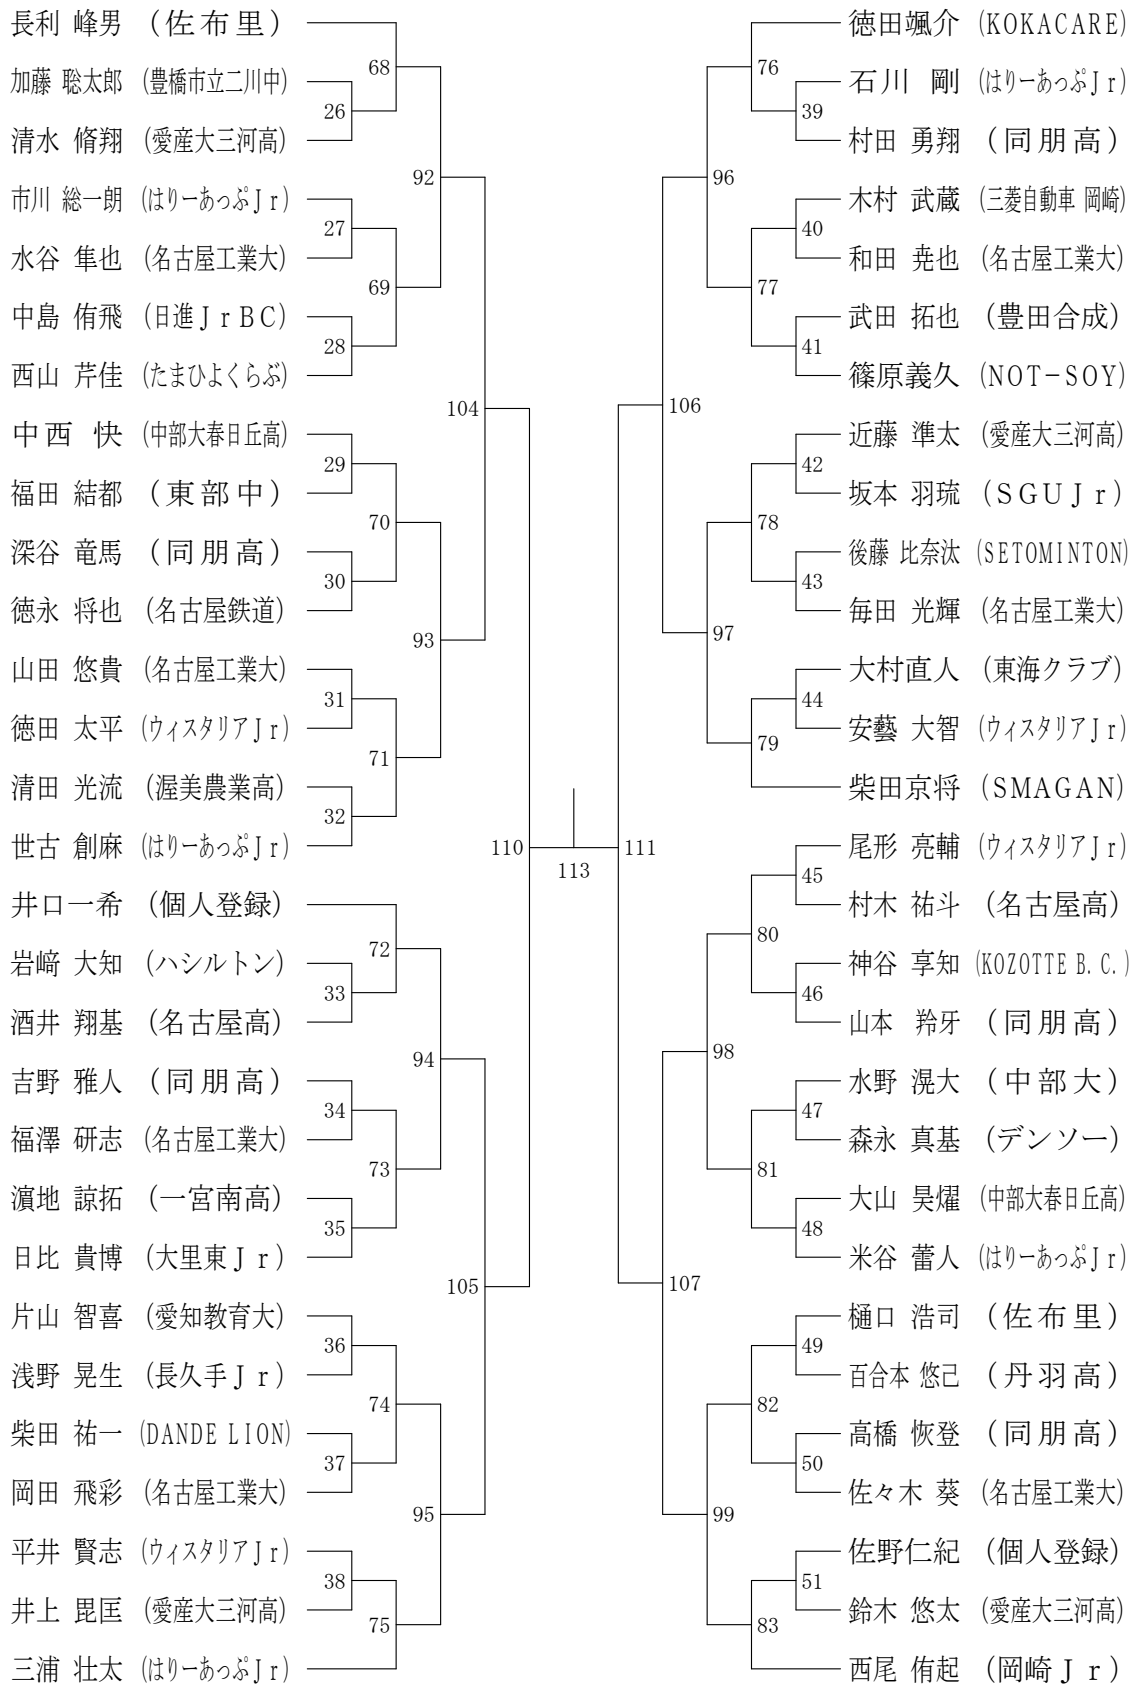 長利 峰男 (佐布里)
加藤 聡太郎 (豊橋市立二川中)
清水 脩翔 (愛産大三河高)
市川 総一朗 (はりーあっぷJr)
水谷 隼也 (名古屋工業大)
中島 侑飛 (日進JrBC)
西山 芹佳 (たまひよくらぶ)
中西 快 (中部大春日丘高)
福田 結都 (東部中)
深谷 竜馬 (同朋高)
徳永 将也 (名古屋鉄道)
山田 悠貴 (名古屋工業大)
徳田 太平 (ウィスタリアJr)
清田 光流 (渥美農業高)
世古 創麻 (はりーあっぷJr)
井口一希 (個人登録)
岩﨑 大知 (ハシルトン)
酒井 翔基 (名古屋高)
吉野 雅人 (同朋高)
福澤 研志 (名古屋工業大)
濵地 諒拓 (一宮南高)
日比 貴博 (大里東Jr)
片山 智喜 (愛知教育大)
浅野 晃生 (長久手Jr)
柴田 祐一 (DANDE LION)
岡田 飛彩 (名古屋工業大)
平井 賢志 (ウィスタリアJr)
井上 毘匡 (愛産大三河高)
三浦 壮太 (はりーあっぷJr)
26
27
28
29
30
31
32
33
34
35
36
37
38
68
69
70
71
72
73
74
75
92
93
94
95
104
105
110
113
111
106
107
96
97
98
99
76
77
78
79
80
81
82
83
39
40
41
42
43
44
45
46
47
48
49
50
51
徳田颯介 (KOKACARE)
石川 剛 (はりーあっぷJr)
村田 勇翔 (同朋高)
木村 武蔵 (三菱自動車 岡崎)
和田 尭也 (名古屋工業大)
武田 拓也 (豊田合成)
篠原義久 (NOT-SOY)
近藤 準太 (愛産大三河高)
坂本 羽琉 (SGUJr)
後藤 比奈汰 (SETOMINTON)
毎田 光輝 (名古屋工業大)
大村直人 (東海クラブ)
安藝 大智 (ウィスタリアJr)
柴田京将 (SMAGAN)
尾形 亮輔 (ウィスタリアJr)
村木 祐斗 (名古屋高)
神谷 享知 (KOZOTTE B.C.)
山本 羚牙 (同朋高)
水野 滉大 (中部大)
森永 真基 (デンソー)
大山 昊燿 (中部大春日丘高)
米谷 蕾人 (はりーあっぷJr)
樋口 浩司 (佐布里)
百合本 悠己 (丹羽高)
高橋 恢登 (同朋高)
佐々木 葵 (名古屋工業大)
佐野仁紀 (個人登録)
鈴木 悠太 (愛産大三河高)
西尾 侑起 (岡崎Jr)